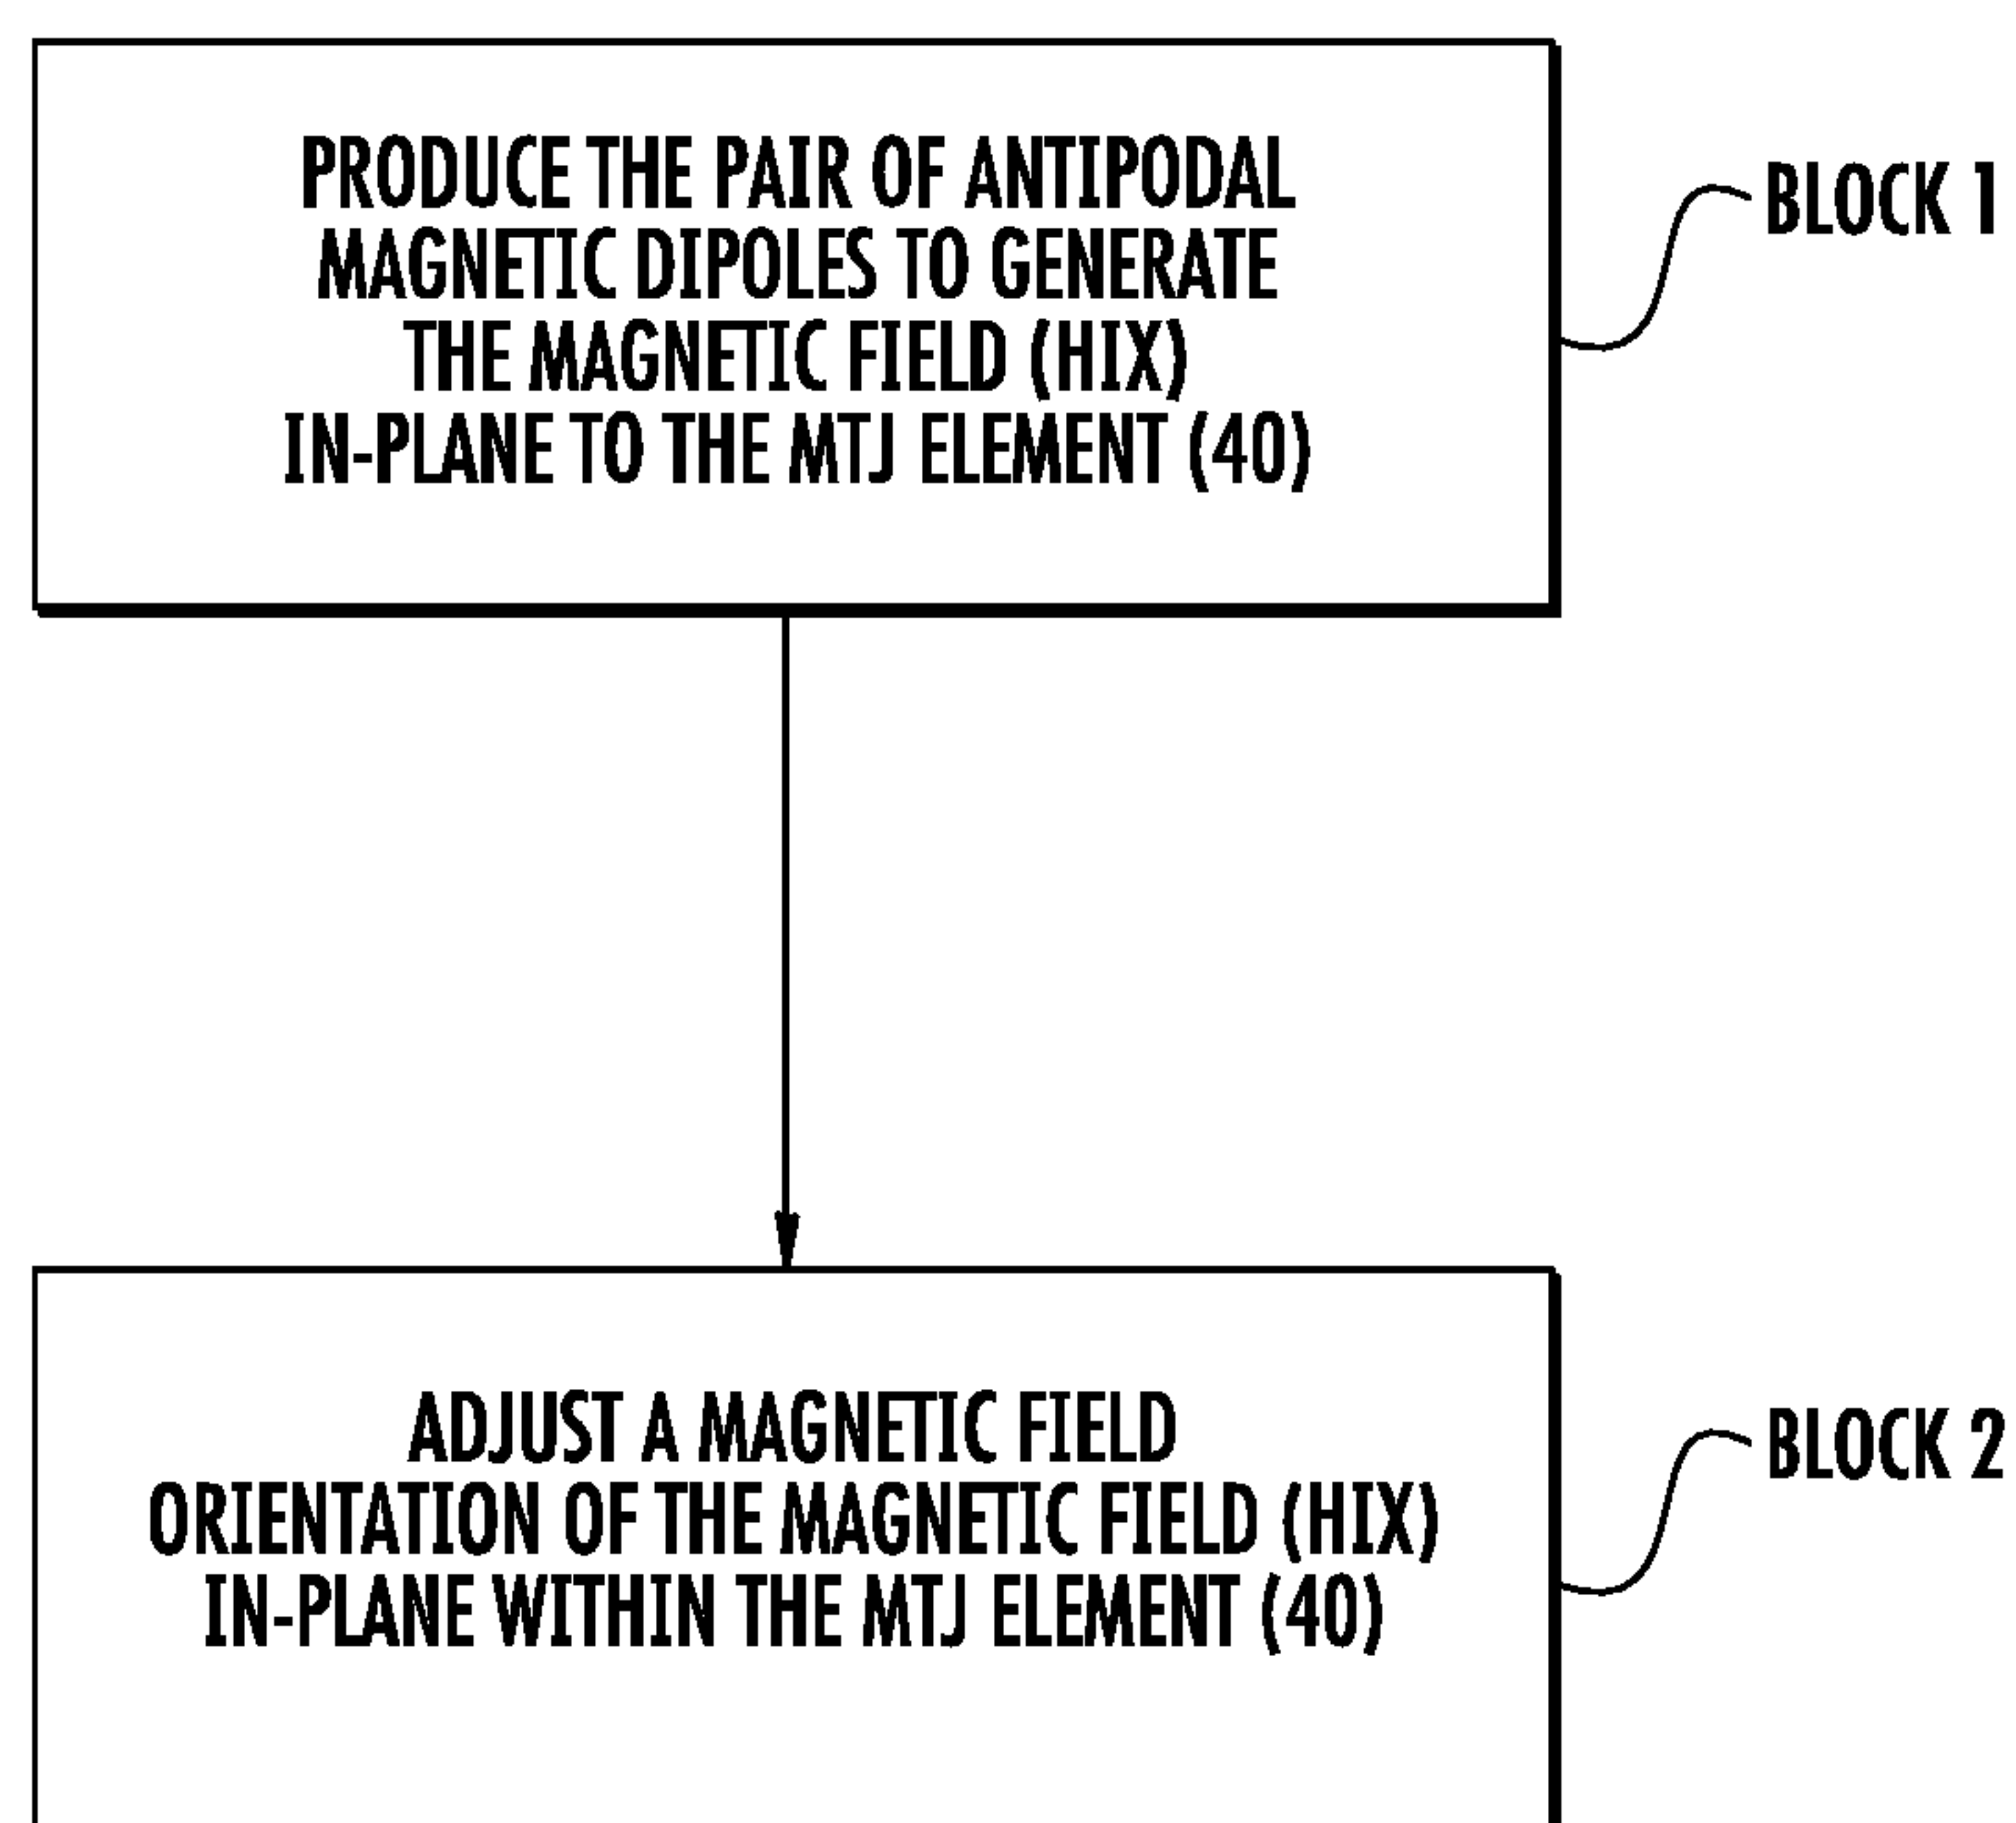 PRODUCE THE PAIR OF ANTIPODAL
MAGNETIC DIPOLES TO GENERATE
THE MAGNETIC FIELD (HIX)
IN-PLANE TO THE MTJ ELEMENT (40)
BLOCK 1
ADJUST A MAGNETIC FIELD
ORIENTATION OF THE MAGNETIC FIELD (HIX)
IN-PLANE WITHIN THE MTJ ELEMENT (40)
BLOCK 2